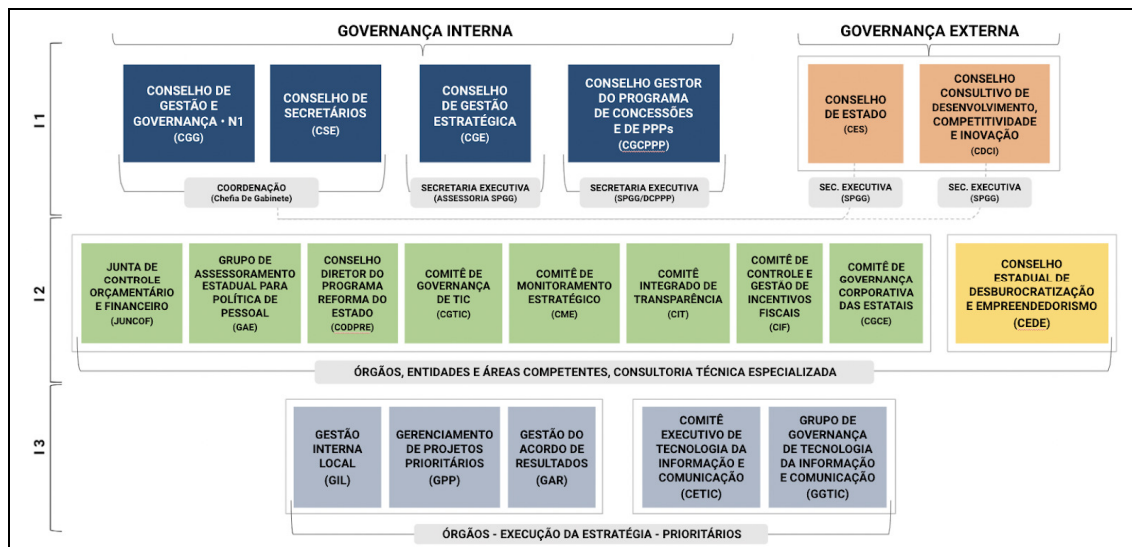 GOVERNANÇA INTERNA
GOVERNANÇA EXTERNA
I1
CONSELHO DE
GESTÃO E
GOVERNANÇA • N1
(CGG)
CONSELHO DE
SECRETÁRIOS
(CSE)
CONSELHO
DE GESTÃO
ESTRATÉGICA
(CGE)
CONSELHO GESTOR
DO PROGRAMA
DE CONCESSÕES
E DE PPPs
(CGCPPP)
CONSELHO
DE ESTADO
(CES)
CONSELHO
CONSULTIVO DE
DESENVOLVIMENTO,
COMPETITIVIDADE
E INOVAÇÃO
(CDCI)
COORDENAÇÃO
(Chefia De Gabinete)
SECRETARIA EXECUTIVA
(ASSESSORIA SPGG)
SECRETARIA EXECUTIVA
(SPGG/DCPPP)
SEC. EXECUTIVA
(SPGG)
SEC. EXECUTIVA
(SPGG)
I2
JUNTA DE
CONTROLE
ORÇAMENTÁRIO
E FINANCEIRO
(JUNCOF)
GRUPO DE
ASSESSORAMENTO
ESTADUAL PARA
POLÍTICA DE
PESSOAL
(GAE)
CONSELHO
DIRETOR DO
PROGRAMA
REFORMA DO
ESTADO
(CODPRE)
COMITÊ DE
GOVERNANÇA
DE TIC
(CGTIC)
COMITÊ DE
MONITORAMENTO
ESTRATÉGICO
(CME)
COMITÊ
INTEGRADO DE
TRANSPARÊNCIA
(CIT)
COMITÊ DE
CONTROLE E
GESTÃO DE
INCENTIVOS
FISCAIS
(CIF)
COMITÊ DE
GOVERNANÇA
CORPORATIVA
DAS ESTATAIS
(CGCE)
CONSELHO
ESTADUAL DE
DESBUROCRATIZAÇÃO
E EMPREENDEDORISMO
(CEDE)
ÓRGÃOS, ENTIDADES E ÁREAS COMPETENTES, CONSULTORIA TÉCNICA ESPECIALIZADA
I3
GESTÃO
INTERNA
LOCAL
(GIL)
GERENCIAMENTO
DE PROJETOS
PRIORITÁRIOS
(GPP)
GESTÃO DO
ACORDO DE
RESULTADOS
(GAR)
COMITÊ
EXECUTIVO DE
TECNOLOGIA DA
INFORMAÇÃO E
COMUNICAÇÃO
(CETIC)
GRUPO DE
GOVERNANÇA
DE TECNOLOGIA
DA INFORMAÇÃO
E COMUNICAÇÃO
(GGTIC)
ÓRGÃOS - EXECUÇÃO DA ESTRATÉGIA - PRIORITÁRIOS